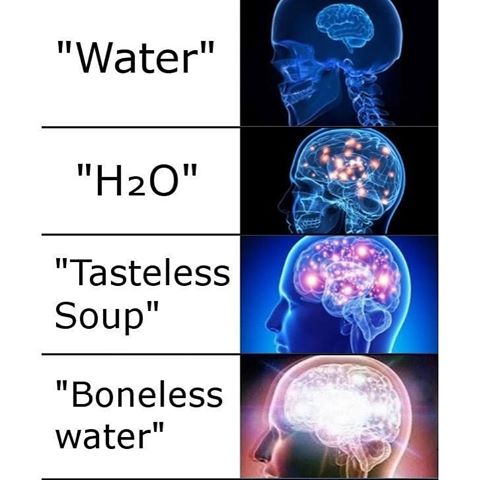 "Water"
"H₂O"
"Tasteless
Soup"
"Boneless
water"